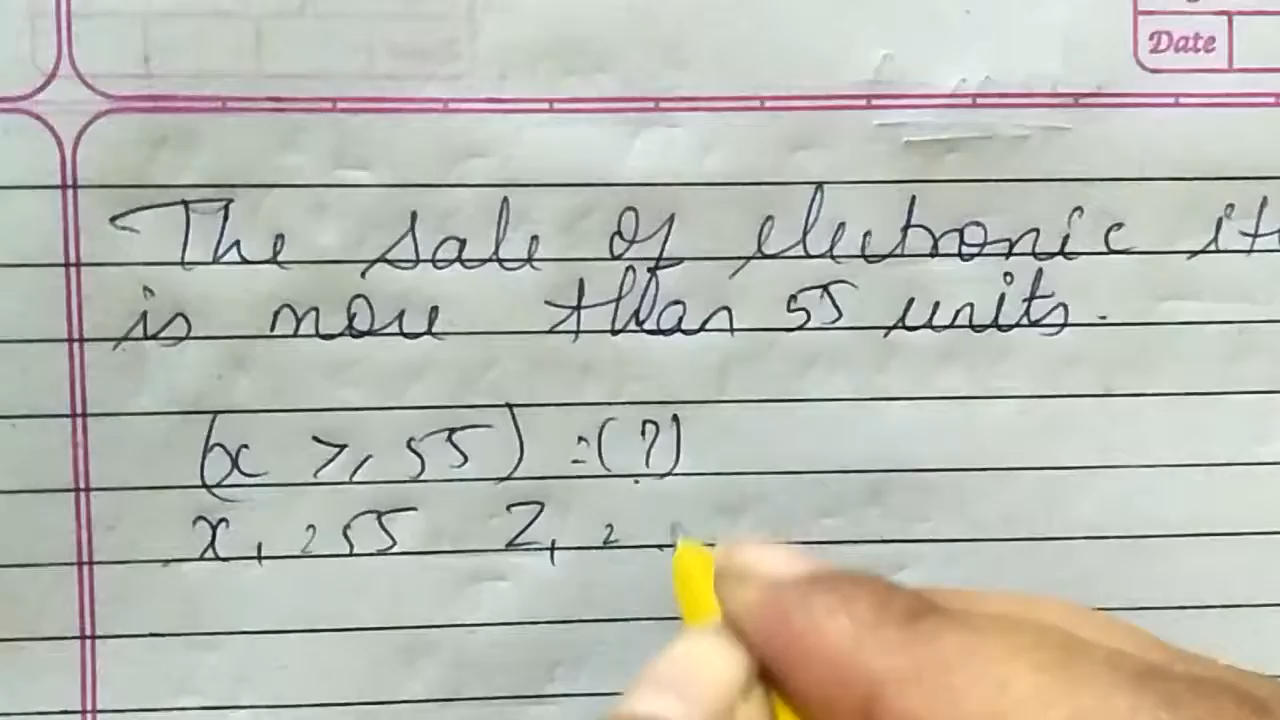 Date
The sale of electronic it
is more than 55 units.
(x ≥ 55) = (?)
x₁ = 55 Z₁ =